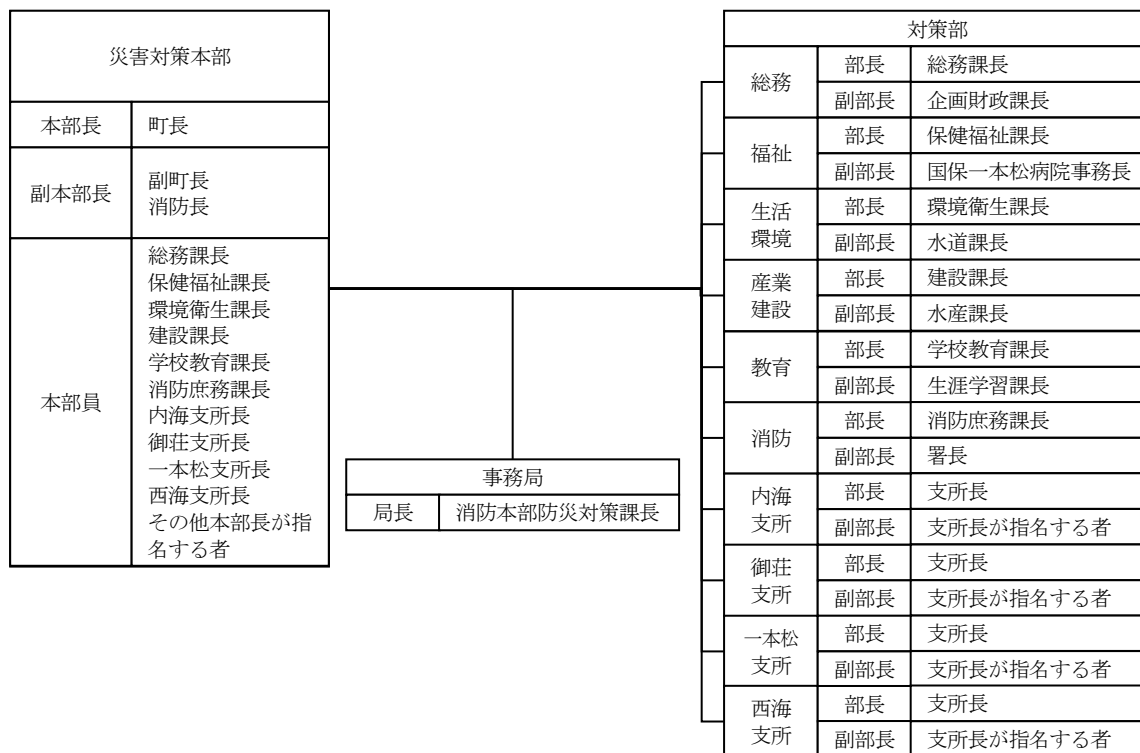 災害対策本部
本部長 町長
副本部長 副町長
消防長
本部員 総務課長
保健福祉課長
環境衛生課長
建設課長
学校教育課長
消防庶務課長
内海支所長
御荘支所長
一本松支所長
西海支所長
その他本部長が指
名する者
事務局
局長 消防本部防災対策課長
対策部
総務 部長 総務課長
副部長 企画財政課長
福祉 部長 保健福祉課長
副部長 国保一本松病院事務長
生活
環境
部長 環境衛生課長
副部長 水道課長
産業
建設
部長 建設課長
副部長 水産課長
教育 部長 学校教育課長
副部長 生涯学習課長
消防 部長 消防庶務課長
副部長 署長
内海
支所
部長 支所長
副部長 支所長が指名する者
御荘
支所
部長 支所長
副部長 支所長が指名する者
一本松
支所
部長 支所長
副部長 支所長が指名する者
西海
支所
部長 支所長
副部長 支所長が指名する者